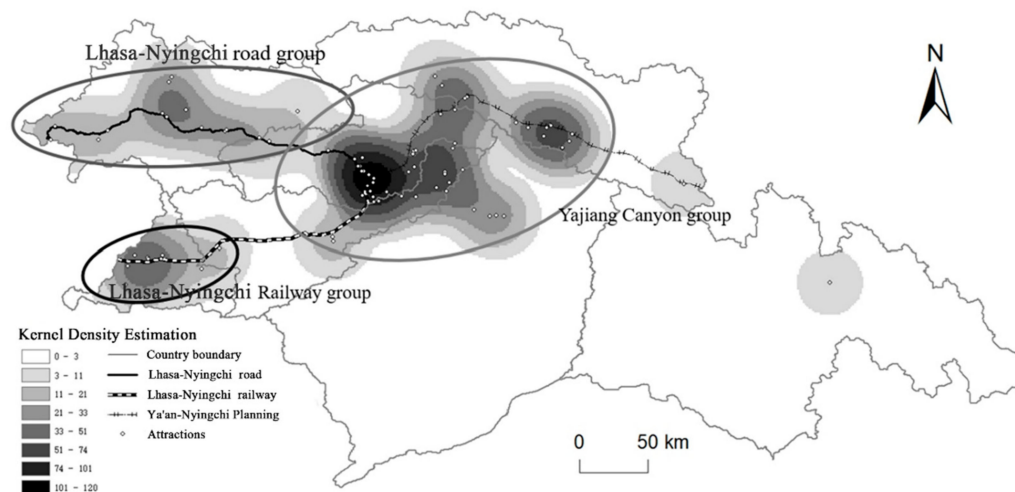 Lhasa-Nyingchi road group
N
Yajiang Canyon group
Lhasa-Nyingchi Railway group
Kernel Density Estimation
0 - 3
3 - 11
11 - 21
21 - 33
33 - 51
51 - 74
74 - 101
101 - 120
Country boundary
Lhasa-Nyingchi road
Lhasa-Nyingchi railway
Ya'an-Nyingchi Planning
Attractions
0 50 km